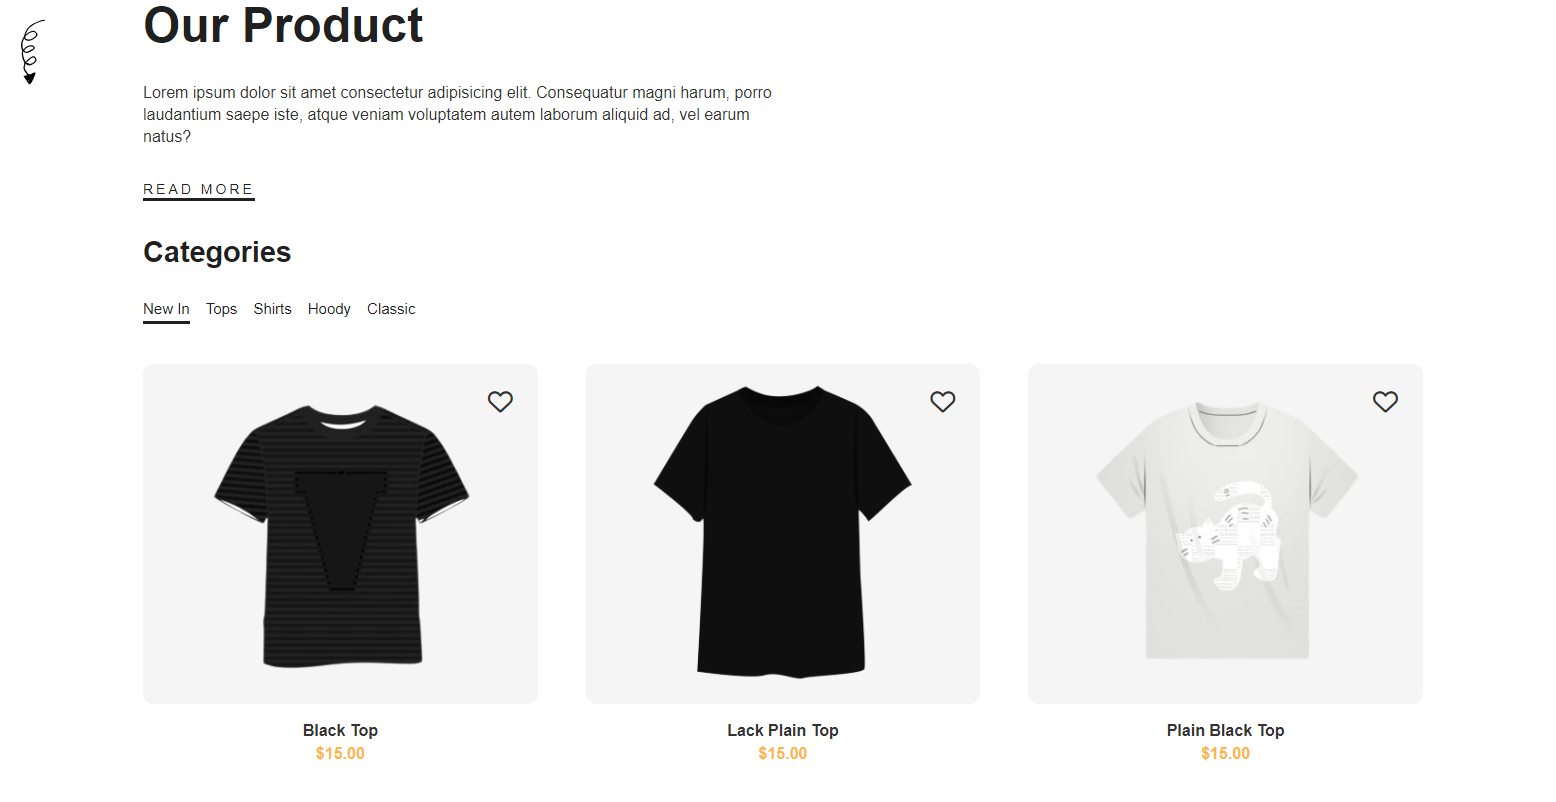 Our Product
Lorem ipsum dolor sit amet consectetur adipisicing elit. Consequatur magni harum, porro
laudantium saepe iste, atque veniam voluptatem autem laborum aliquid ad, vel earum
natus?
READ MORE
Categories
New In Tops Shirts Hoody Classic
Black Top
$15.00
Lack Plain Top
$15.00
Plain Black Top
$15.00